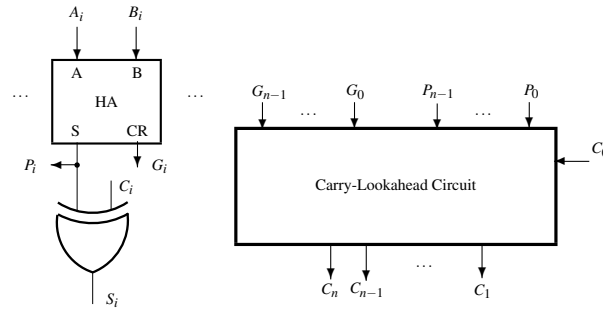 A_i B_i
A B
... HA ...
S CR
P_i G_i
C_i
S_i
G_{n−1} ... G_0 P_{n−1} ... P_0
Carry-Lookahead Circuit
C_n C_{n−1} ... C_1